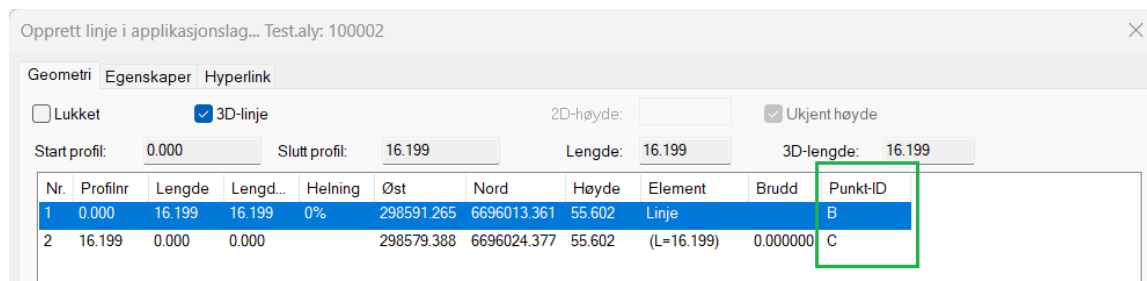 Opprett linje i applikasjonslag... Test.aly: 100002
Geometri Egenskaper Hyperlink
Lukket 3D-linje 2D-høyde: Ukjent høyde
Start profil: 0.000 Slutt profil: 16.199 Lengde: 16.199 3D-lengde: 16.199
Nr. Profilnr Lengde Lengd... Helning Øst Nord Høyde Element Brudd Punkt-ID
1 0.000 16.199 16.199 0% 298591.265 6696013.361 55.602 Linje B
2 16.199 0.000 0.000 298579.388 6696024.377 55.602 (L=16.199) 0.000000 C